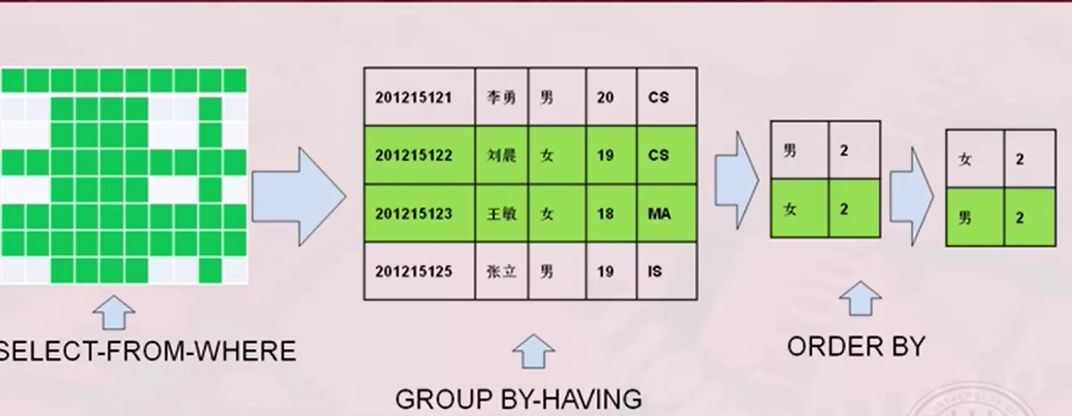 201215121 李勇 男 20 CS
201215122 刘晨 女 19 CS
201215123 王敏 女 18 MA
201215125 张立 男 19 IS
男 2
女 2
女 2
男 2
SELECT-FROM-WHERE
GROUP BY-HAVING
ORDER BY